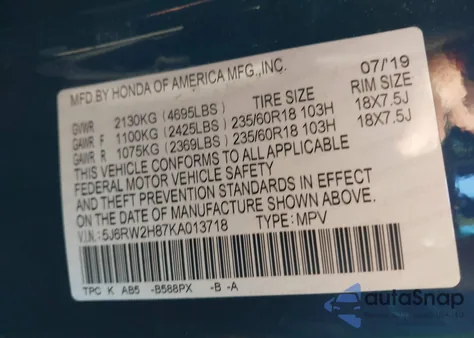 MFD BY HONDA OF AMERICA MFG.,INC. 07/19
GVWR 2130KG (4695LBS) TIRE SIZE RIM SIZE
GAWR F 1100KG (2425LBS) 235/60R18 103H 18X7.5J
GAWR R 1075KG (2369LBS) 235/60R18 103H 18X7.5J
THIS VEHICLE CONFORMS TO ALL APPLICABLE
FEDERAL MOTOR VEHICLE SAFETY
AND THEFT PREVENTION STANDARDS IN EFFECT
ON THE DATE OF MANUFACTURE SHOWN ABOVE.
V.I.N.: 5J6RW2H87KA013718 TYPE: MPV
TPC K AB5 -B588PX -B -A
autaSnap